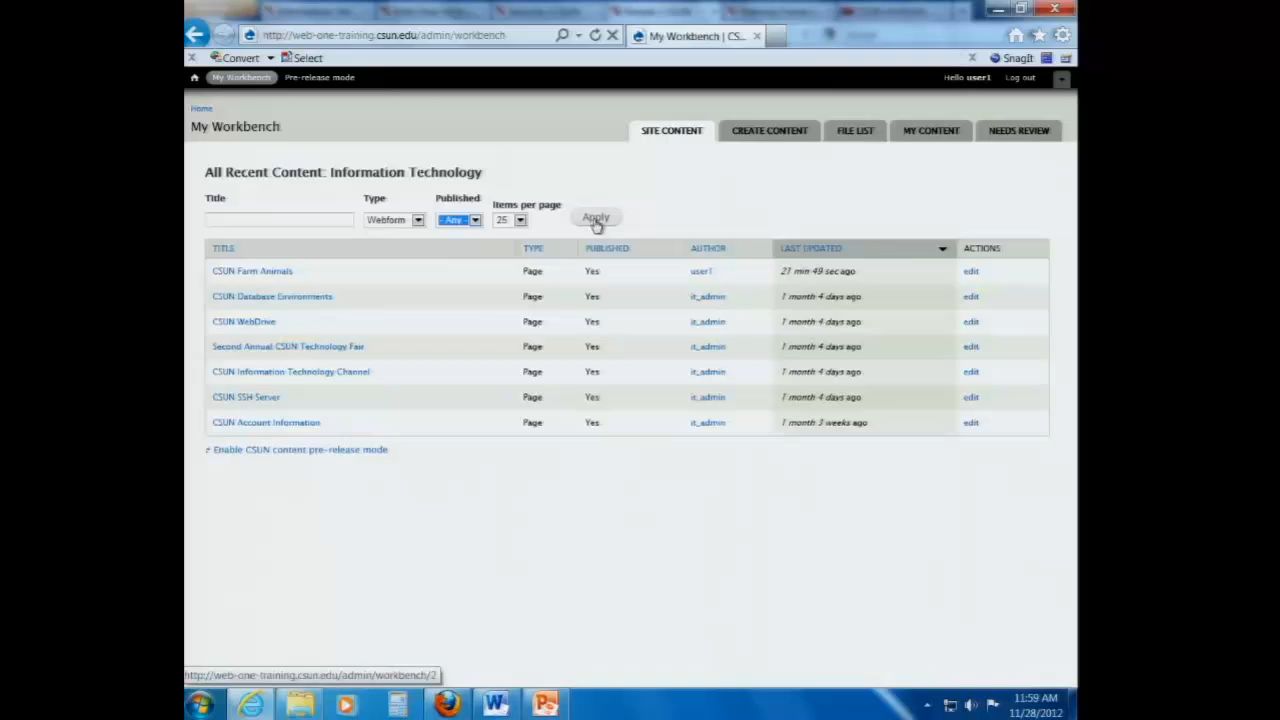 http://web-one-training.csun.edu/admin/workbench
My Workbench | CS...
Convert Select
SnagIt
My Workbench Pre-release mode Hello user1 Log out
Home
My Workbench
SITE CONTENT CREATE CONTENT FILE LIST MY CONTENT NEEDS REVIEW
All Recent Content: Information Technology
Title Type Published Items per page
Webform - Any - 25 Apply
TITLE TYPE PUBLISHED AUTHOR LAST UPDATED ACTIONS
CSUN Farm Animals Page Yes user1 21 min 49 sec ago edit
CSUN Database Environments Page Yes it_admin 1 month 4 days ago edit
CSUN WebDrive Page Yes it_admin 1 month 4 days ago edit
Second Annual CSUN Technology Fair Page Yes it_admin 1 month 4 days ago edit
CSUN Information Technology Channel Page Yes it_admin 1 month 4 days ago edit
CSUN SSH Server Page Yes it_admin 1 month 4 days ago edit
CSUN Account Information Page Yes it_admin 1 month 3 weeks ago edit
Enable CSUN content pre-release mode
http://web-one-training.csun.edu/admin/workbench/2
11:59 AM
11/28/2012